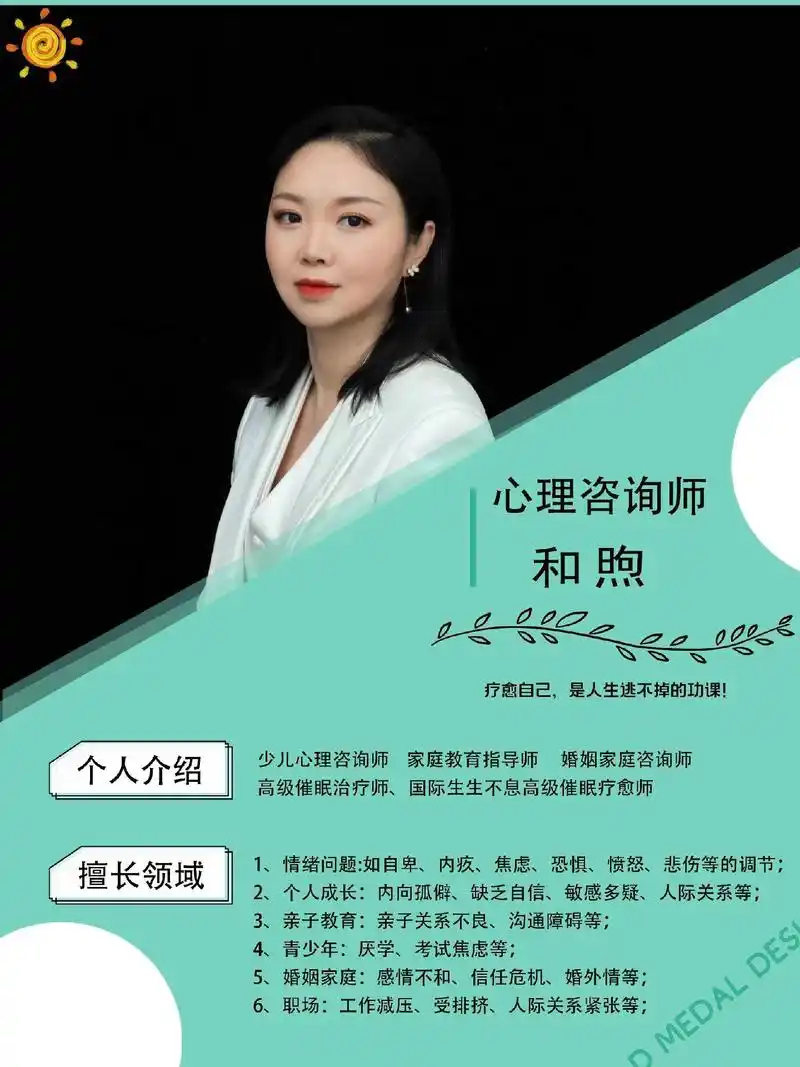 心理咨询师
和煦
疗愈自己，是人生逃不掉的功课！
个人介绍
少儿心理咨询师 家庭教育指导师 婚姻家庭咨询师
高级催眠治疗师、国际生生不息高级催眠疗愈师
擅长领域
1、情绪问题:如自卑、内疚、焦虑、恐惧、愤怒、悲伤等的调节；
2、个人成长：内向孤僻、缺乏自信、敏感多疑、人际关系等；
3、亲子教育：亲子关系不良、沟通障碍等；
4、青少年：厌学、考试焦虑等；
5、婚姻家庭：感情不和、信任危机、婚外情等；
6、职场：工作减压、受排挤、人际关系紧张等；
D MEDAL DESI